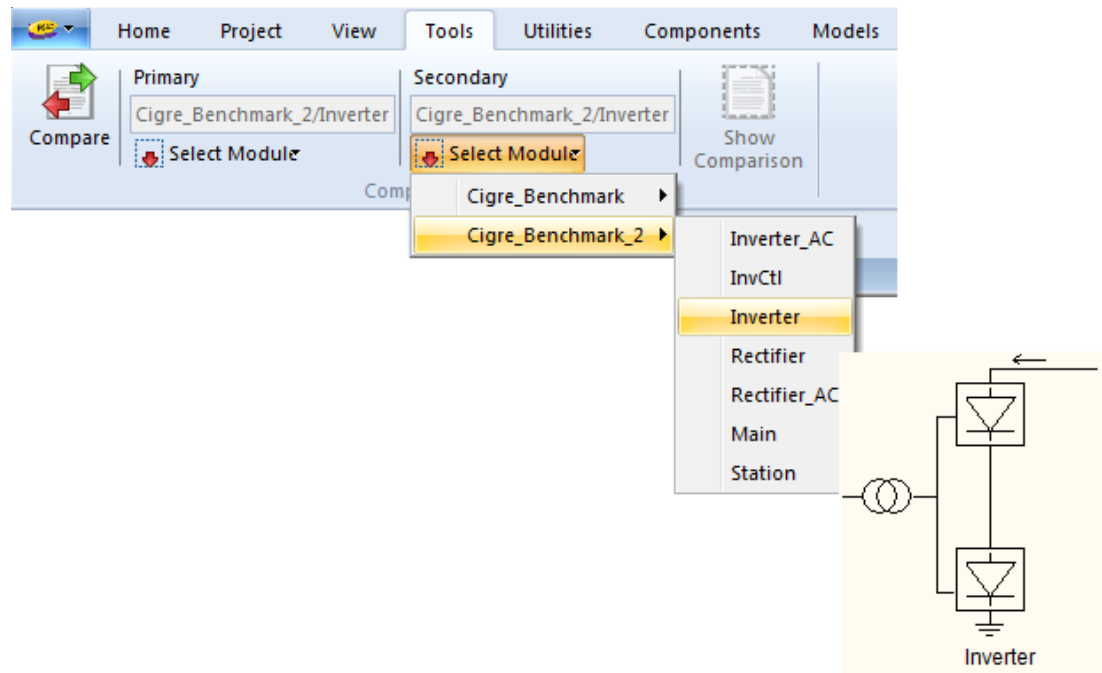 Home Project View Tools Utilities Components Models
Primary
Secondary
Cigre_Benchmark_2/Inverter
Cigre_Benchmark_2/Inverter
Compare
Select Module
Select Module
Show
Comparison
Com
Cigre_Benchmark
Cigre_Benchmark_2
Inverter_AC
InvCtl
Inverter
Rectifier
Rectifier_AC
Main
Station
Inverter